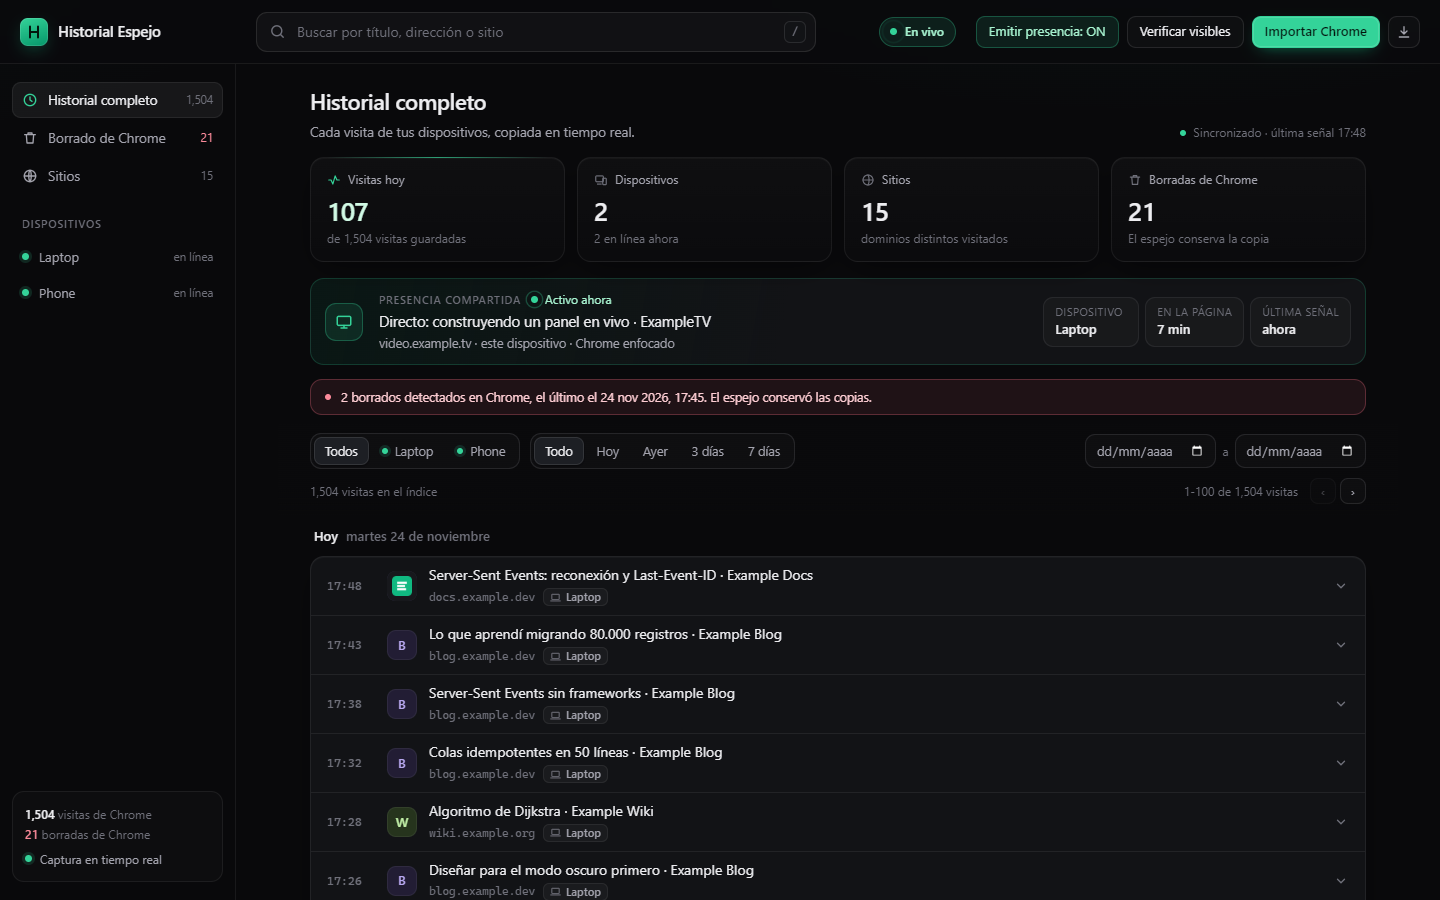 H Historial Espejo
Buscar por título, dirección o sitio /
En vivo
Emitir presencia: ON
Verificar visibles
Importar Chrome
Historial completo 1,504
Borrado de Chrome 21
Sitios 15
DISPOSITIVOS
Laptop en línea
Phone en línea
1,504 visitas de Chrome
21 borradas de Chrome
Captura en tiempo real
Historial completo
Cada visita de tus dispositivos, copiada en tiempo real.
Sincronizado · última señal 17:48
Visitas hoy
107
de 1,504 visitas guardadas
Dispositivos
2
2 en línea ahora
Sitios
15
dominios distintos visitados
Borradas de Chrome
21
El espejo conserva la copia
PRESENCIA COMPARTIDA Activo ahora
Directo: construyendo un panel en vivo · ExampleTV
video.example.tv · este dispositivo · Chrome enfocado
DISPOSITIVO
Laptop
EN LA PÁGINA
7 min
ÚLTIMA SEÑAL
ahora
2 borrados detectados en Chrome, el último el 24 nov 2026, 17:45. El espejo conservó las copias.
Todos Laptop Phone
Todo Hoy Ayer 3 días 7 días
dd/mm/aaaa a dd/mm/aaaa
1,504 visitas en el índice
1-100 de 1,504 visitas ‹ ›
Hoy martes 24 de noviembre
17:48
Server-Sent Events: reconexión y Last-Event-ID · Example Docs
docs.example.dev Laptop
17:43
B
Lo que aprendí migrando 80.000 registros · Example Blog
blog.example.dev Laptop
17:38
B
Server-Sent Events sin frameworks · Example Blog
blog.example.dev Laptop
17:32
B
Colas idempotentes en 50 líneas · Example Blog
blog.example.dev Laptop
17:28
W
Algoritmo de Dijkstra · Example Wiki
wiki.example.org Laptop
17:26
B
Diseñar para el modo oscuro primero · Example Blog
blog.example.dev Laptop